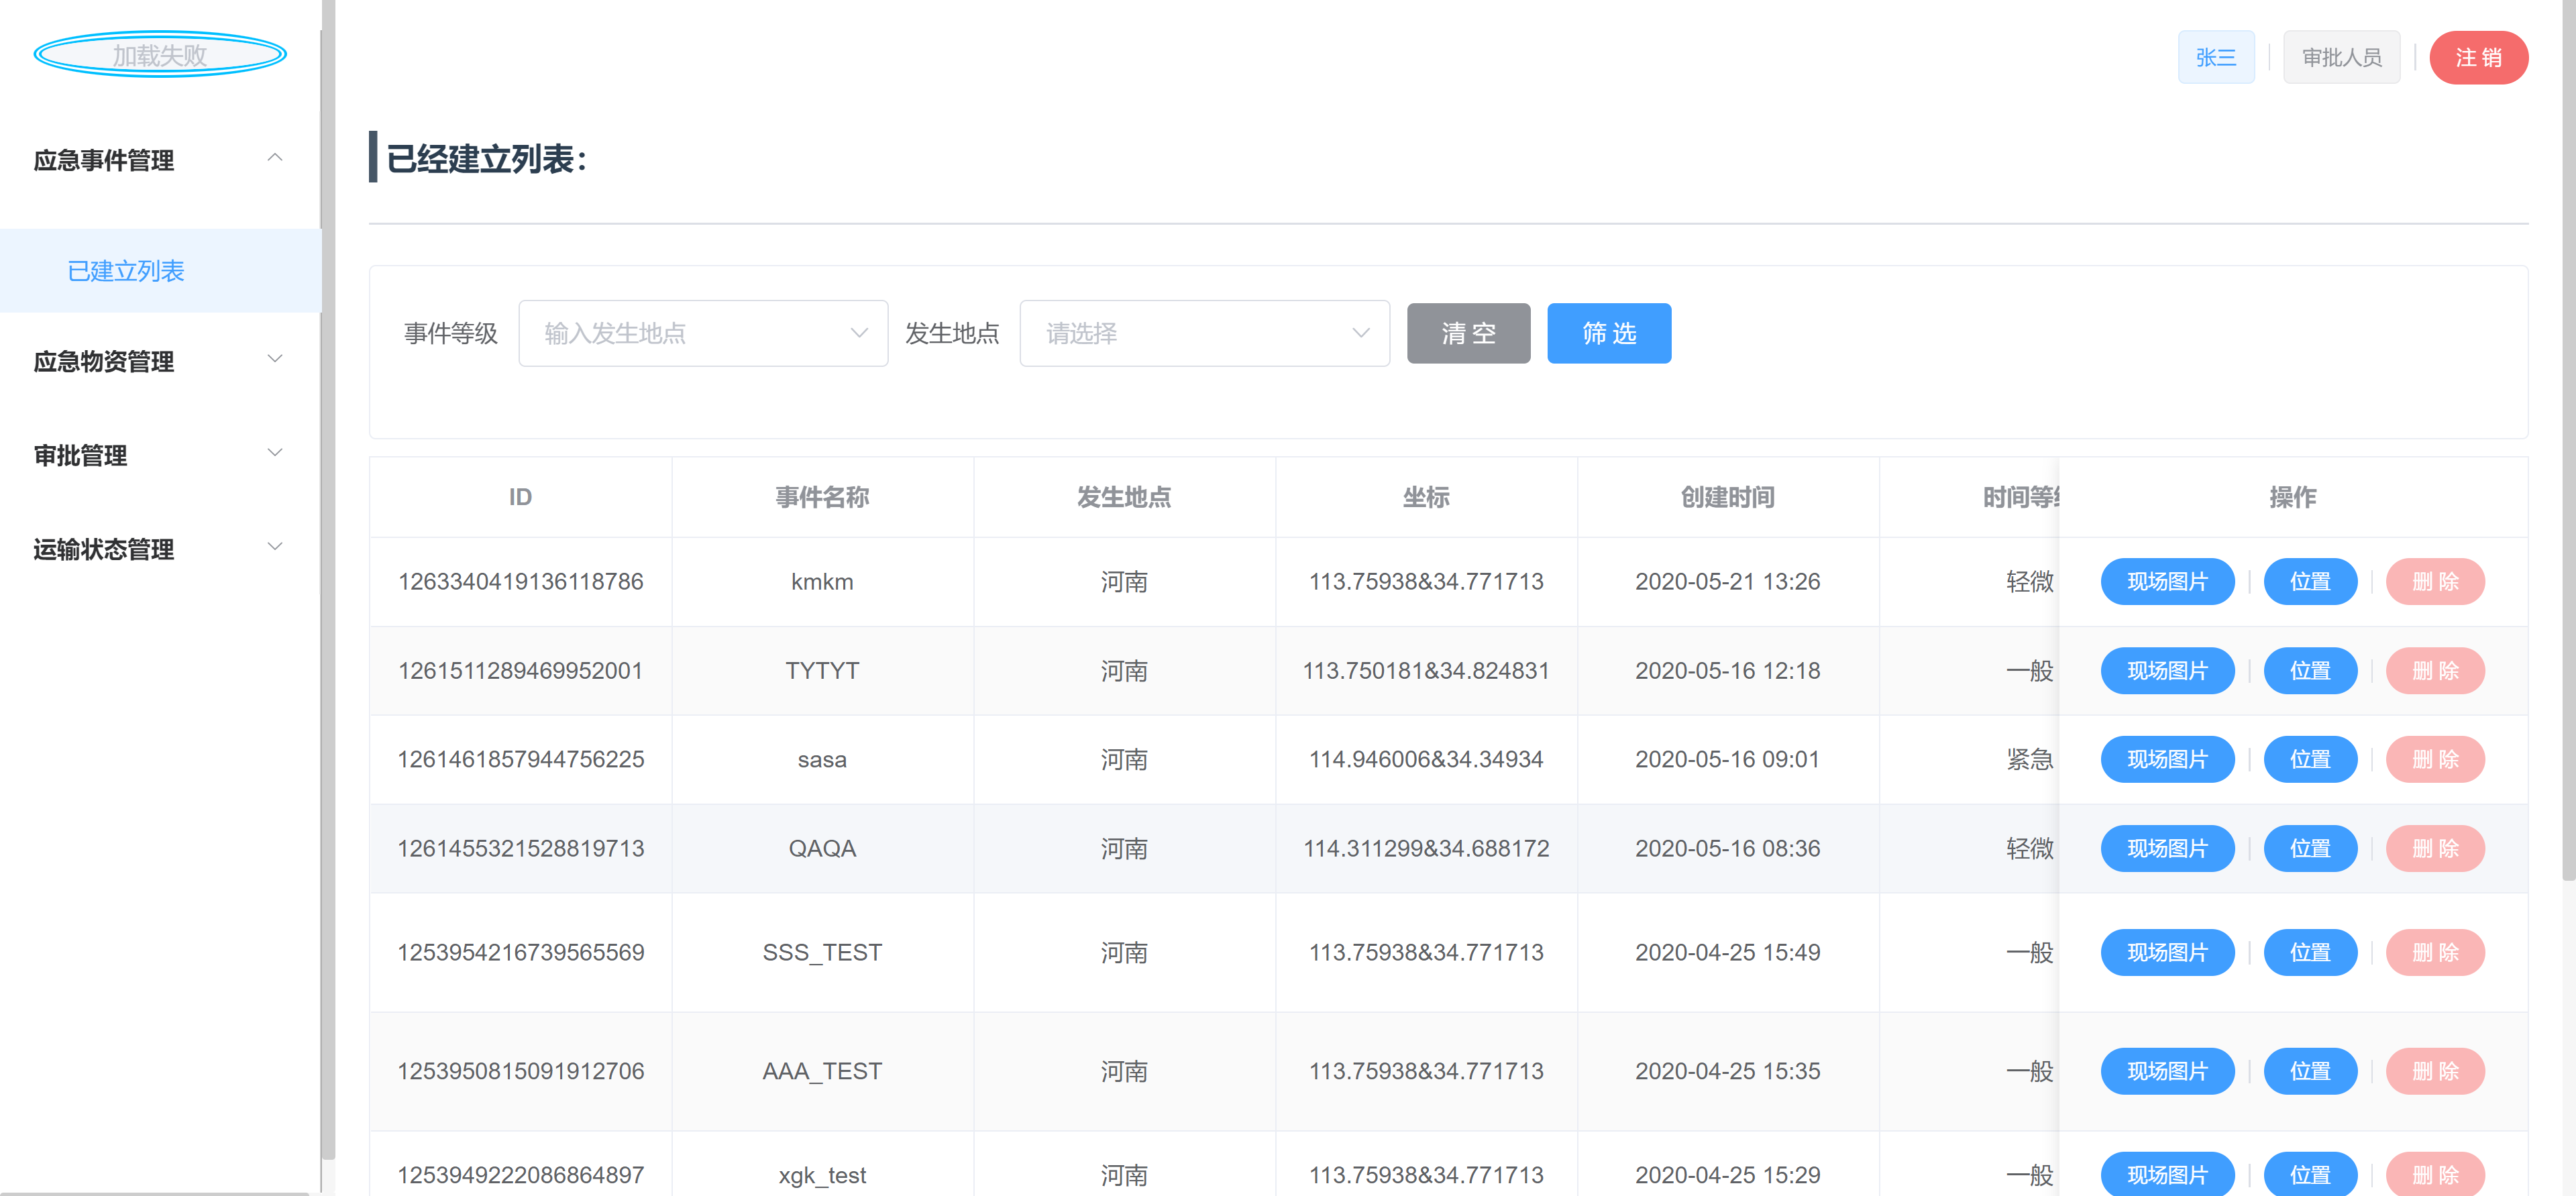 加载失败
张三 审批人员 注 销
应急事件管理
已建立列表
应急物资管理
审批管理
运输状态管理
已经建立列表：
事件等级 输入发生地点 发生地点 请选择 清 空 筛 选
ID 事件名称 发生地点 坐标 创建时间 时间等 操作
1263340419136118786 kmkm 河南 113.75938&34.771713 2020-05-21 13:26 轻微 现场图片 位置 删 除
1261511289469952001 TYTYT 河南 113.750181&34.824831 2020-05-16 12:18 一般 现场图片 位置 删 除
1261461857944756225 sasa 河南 114.946006&34.34934 2020-05-16 09:01 紧急 现场图片 位置 删 除
1261455321528819713 QAQA 河南 114.311299&34.688172 2020-05-16 08:36 轻微 现场图片 位置 删 除
1253954216739565569 SSS_TEST 河南 113.75938&34.771713 2020-04-25 15:49 一般 现场图片 位置 删 除
1253950815091912706 AAA_TEST 河南 113.75938&34.771713 2020-04-25 15:35 一般 现场图片 位置 删 除
1253949222086864897 xgk_test 河南 113.75938&34.771713 2020-04-25 15:29 一般 现场图片 位置 删 除